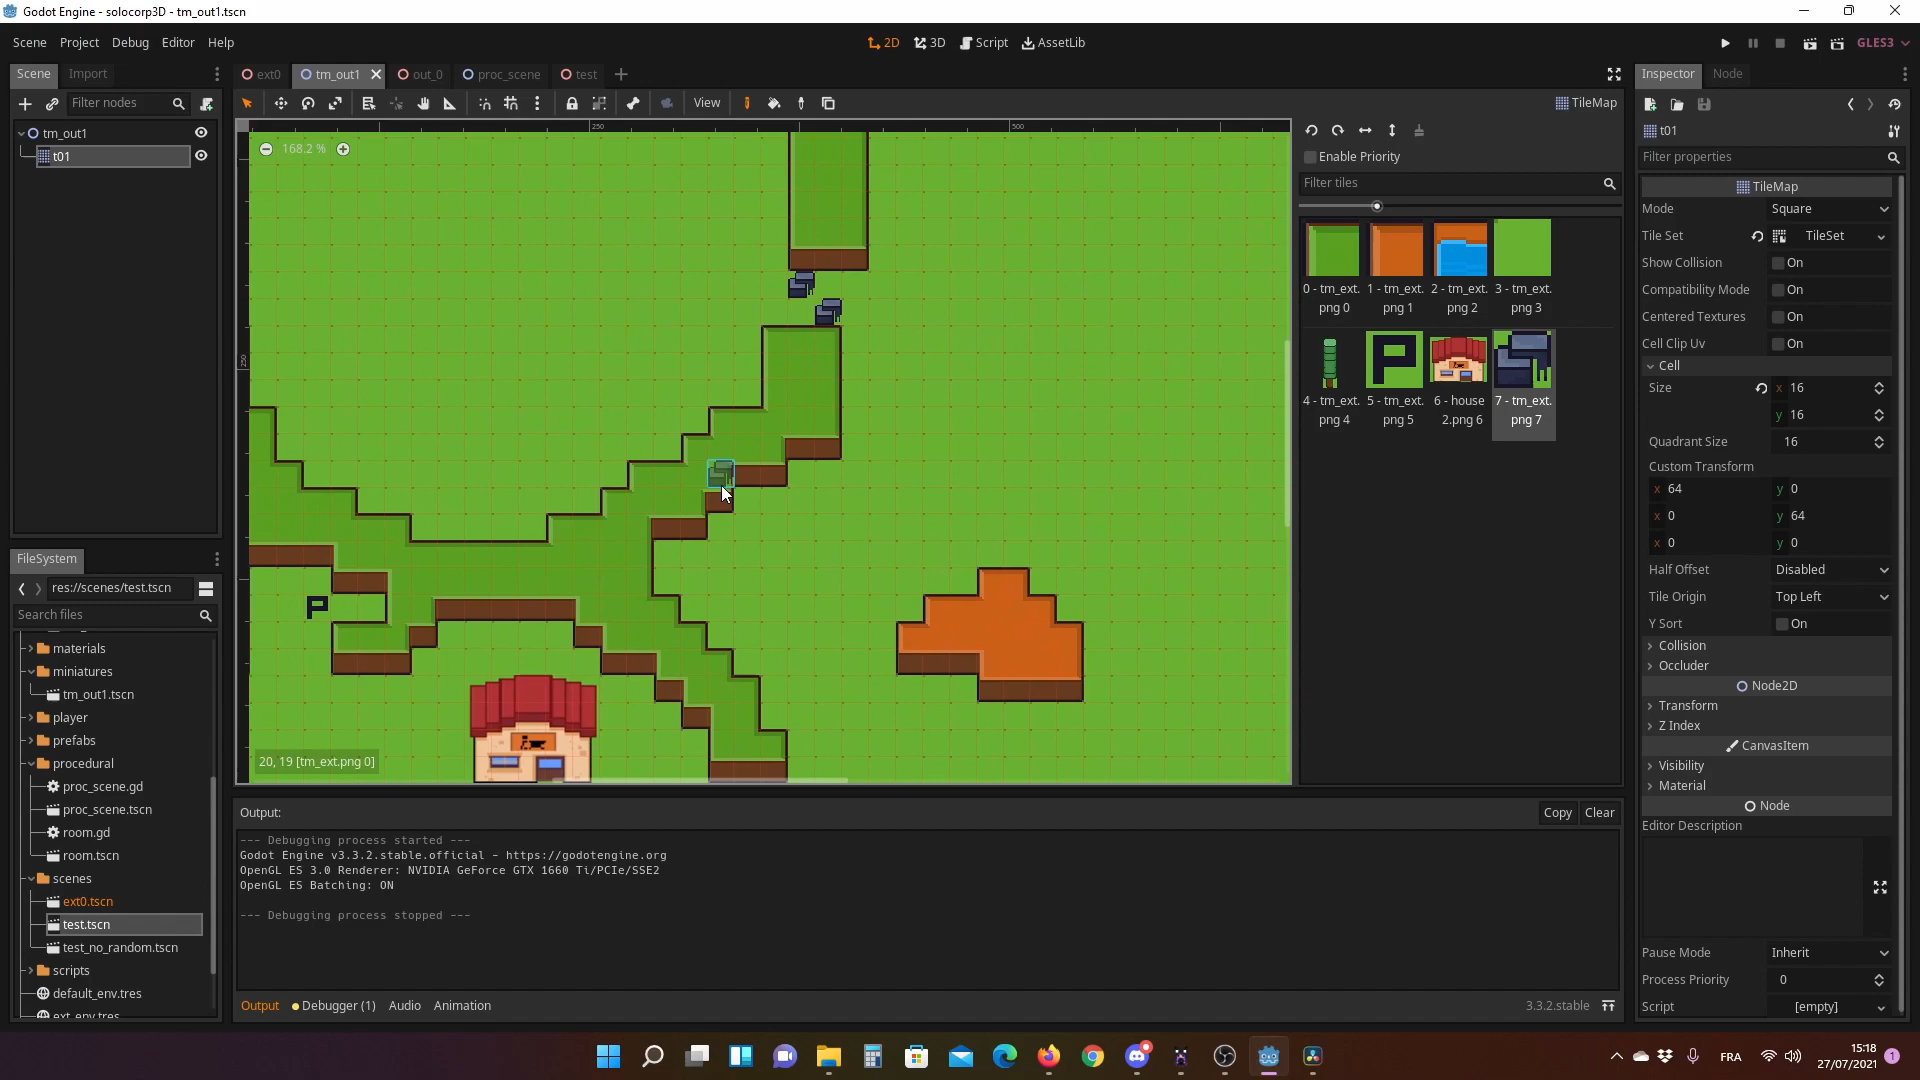 Godot Engine - solocorp3D - tm_out1.tscn
Scene Project Debug Editor Help
2D 3D Script AssetLib
GLES3
Scene Import
Filter nodes
tm_out1
t01
ext0 tm_out1 out_0 proc_scene test
View
TileMap
250
500
168.2 %
250
P
20, 19 [tm_ext.png 0]
Enable Priority
Filter tiles
0 - tm_ext.png 0
1 - tm_ext.png 1
2 - tm_ext.png 2
3 - tm_ext.png 3
P
4 - tm_ext.png 4
5 - tm_ext.png 5
6 - house2.png 6
7 - tm_ext.png 7
FileSystem
res://scenes/test.tscn
Search files
materials
miniatures
tm_out1.tscn
player
prefabs
procedural
proc_scene.gd
proc_scene.tscn
room.gd
room.tscn
scenes
ext0.tscn
test.tscn
test_no_random.tscn
scripts
default_env.tres
ext_env.tres
Output:
Copy Clear
--- Debugging process started ---
Godot Engine v3.3.2.stable.official - https://godotengine.org
OpenGL ES 3.0 Renderer: NVIDIA GeForce GTX 1660 Ti/PCIe/SSE2
OpenGL ES Batching: ON
--- Debugging process stopped ---
Output Debugger (1) Audio Animation
3.3.2.stable
Inspector Node
t01
Filter properties
TileMap
Mode Square
Tile Set TileSet
Show Collision On
Compatibility Mode On
Centered Textures On
Cell Clip Uv On
Cell
Size x 16
y 16
Quadrant Size 16
Custom Transform
x 64 y 0
x 0 y 64
x 0 y 0
Half Offset Disabled
Tile Origin Top Left
Y Sort On
Collision
Occluder
Node2D
Transform
Z Index
CanvasItem
Visibility
Material
Node
Editor Description
Pause Mode Inherit
Process Priority 0
Script [empty]
FRA
15:18
27/07/2021
1